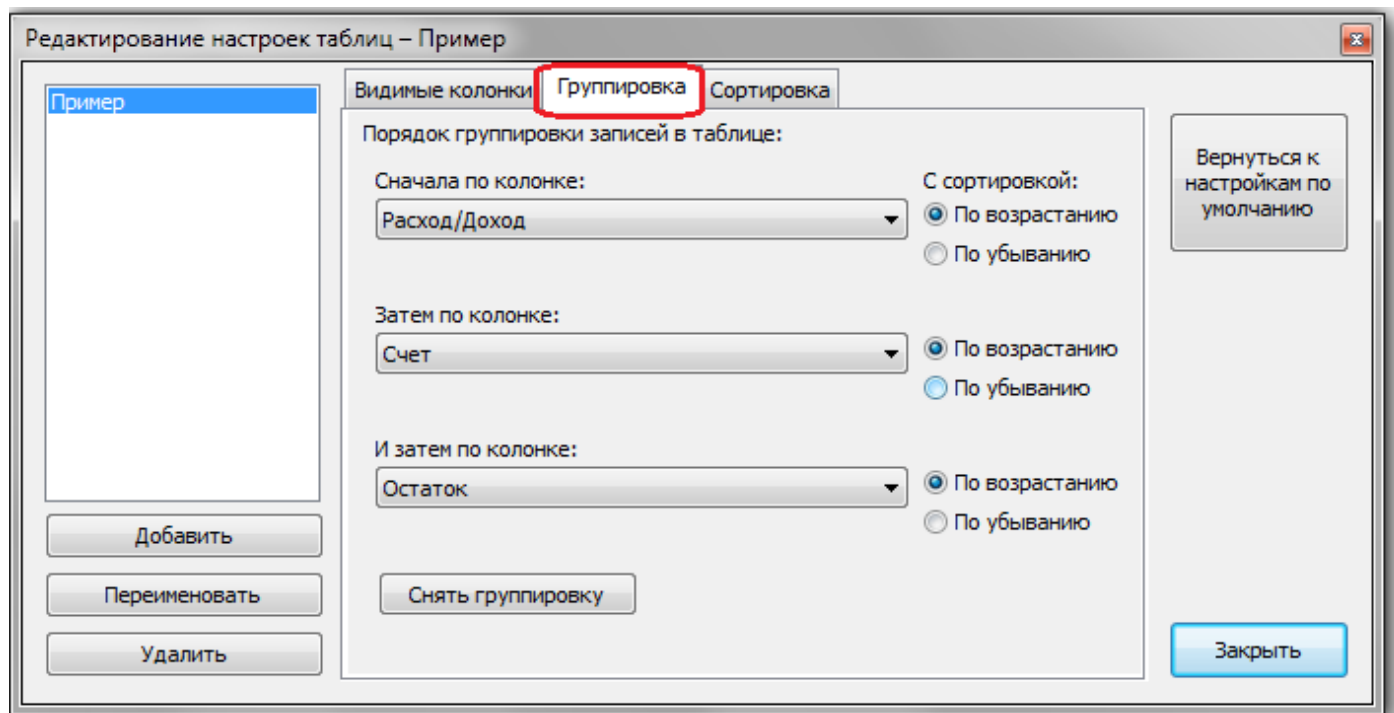 Редактирование настроек таблиц – Пример
Пример
Видимые колонки
Группировка
Сортировка
Порядок группировки записей в таблице:
Сначала по колонке:
С сортировкой:
Расход/Доход
По возрастанию
По убыванию
Затем по колонке:
Счет
По возрастанию
По убыванию
И затем по колонке:
Остаток
По возрастанию
По убыванию
Снять группировку
Добавить
Переименовать
Удалить
Вернуться к
настройкам по
умолчанию
Закрыть